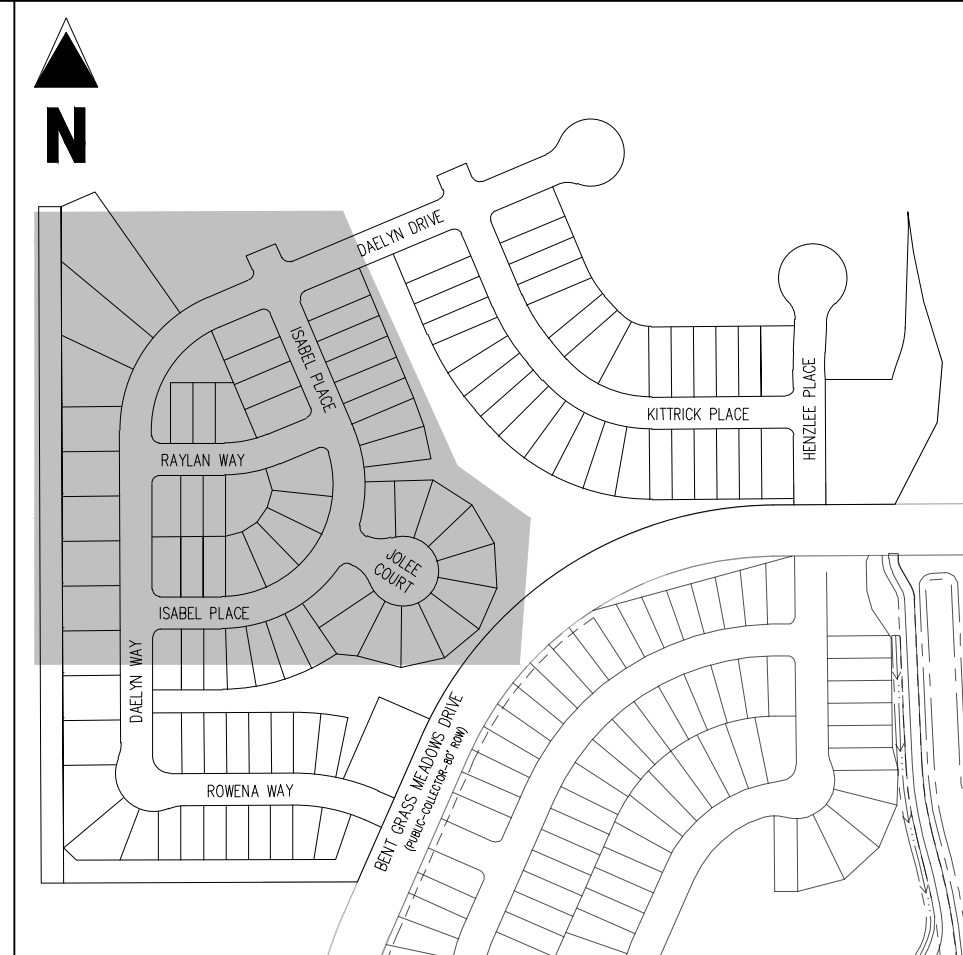 N
DAELYN DRIVE
ISABEL PLACE
KITTRICK PLACE
HENZLEE PLACE
RAYLAN WAY
JOLEE
COURT
ISABEL PLACE
DAELYN WAY
BENT GRASS MEADOWS DRIVE
(PUBLIC-COLLECTOR-80' ROW)
ROWENA WAY